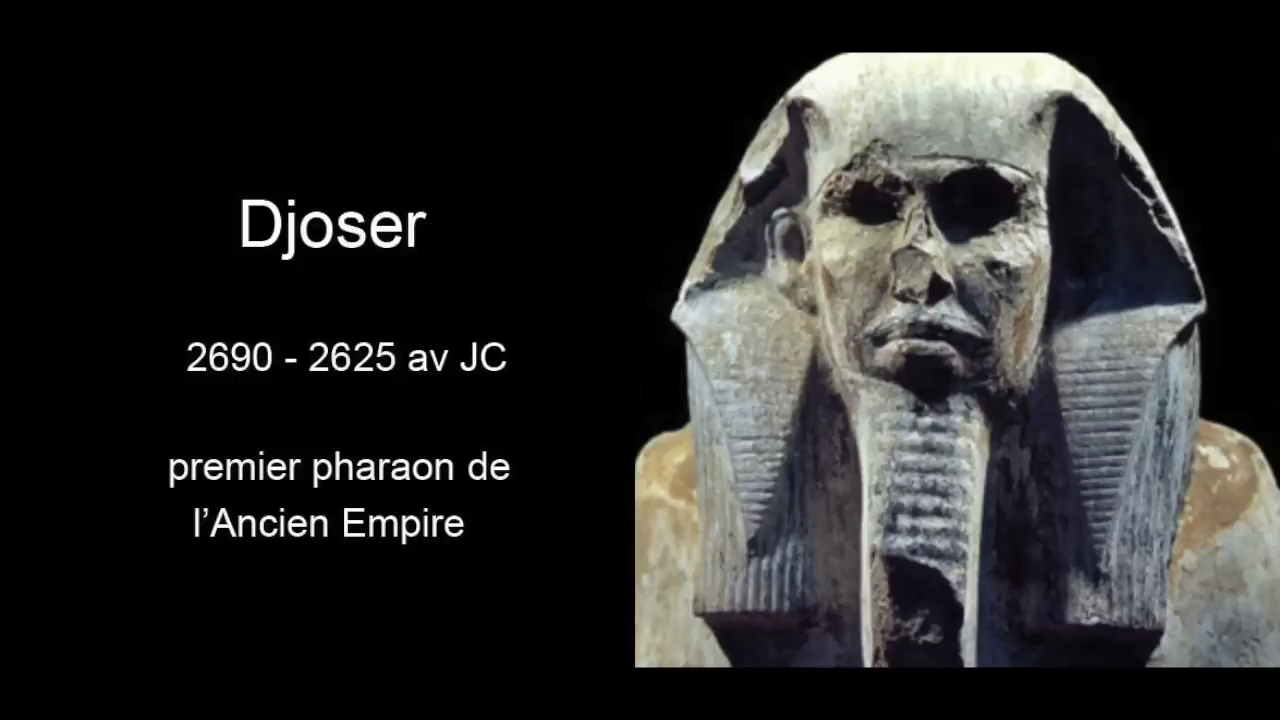 Djoser
2690 - 2625 av JC
premier pharaon de
l’Ancien Empire